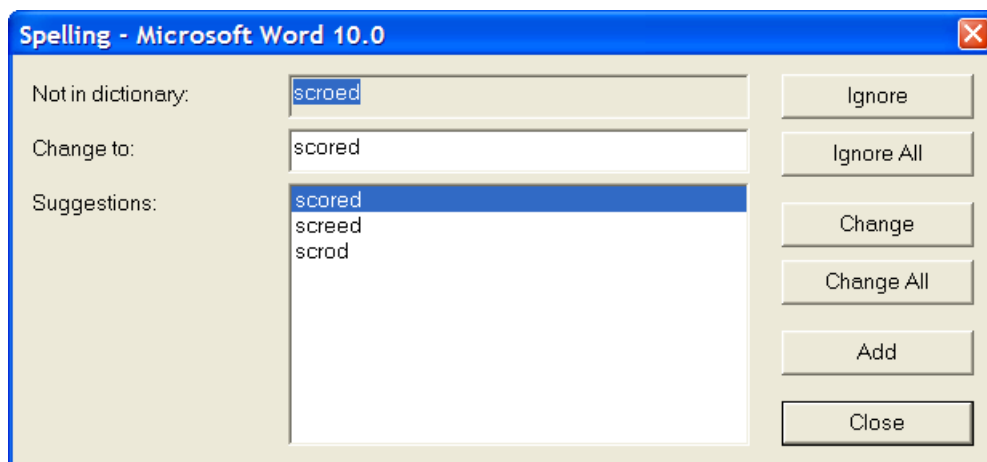 Spelling - Microsoft Word 10.0
Not in dictionary: scroed Ignore
Change to: scored Ignore All
Suggestions: scored
screed
scrod
Change
Change All
Add
Close